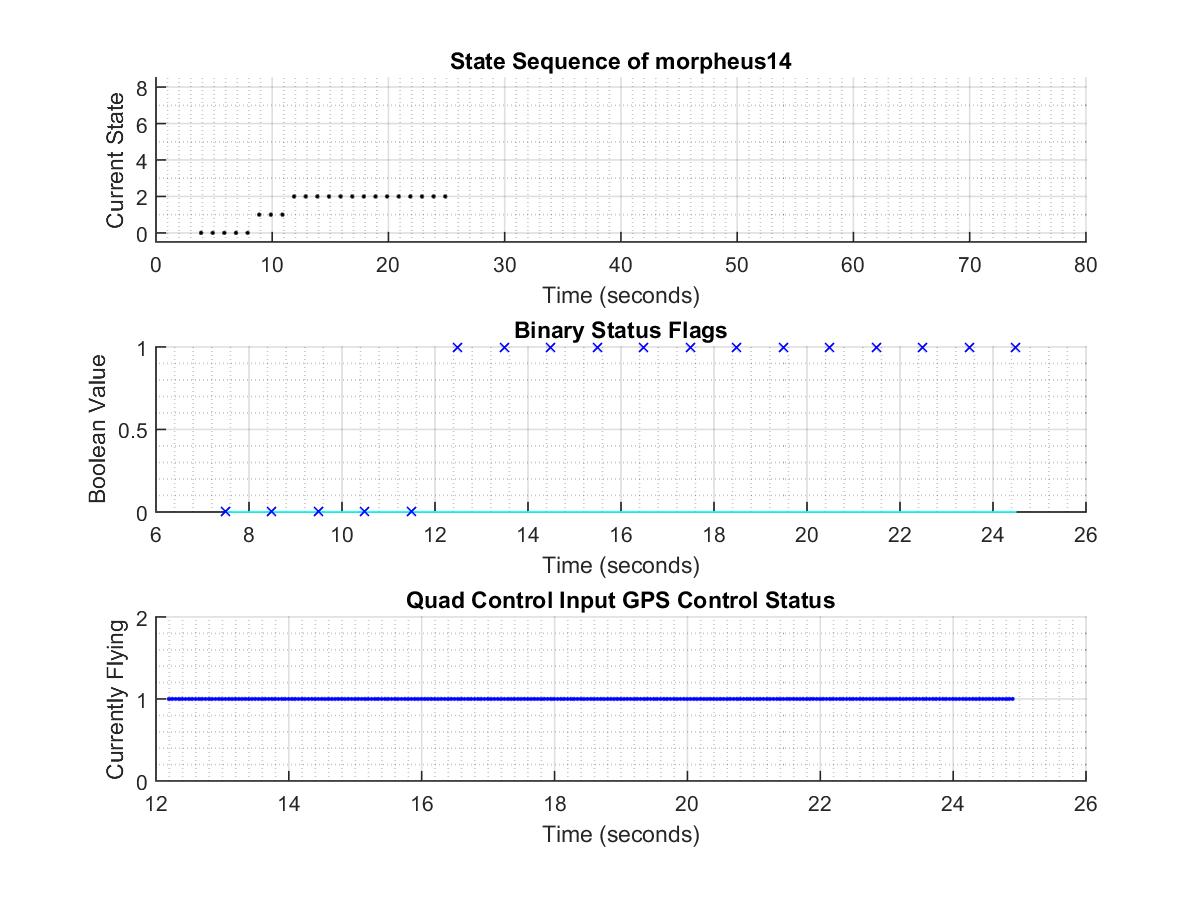 State Sequence of morpheus14
8
6
4
2
0
Current State
0 10 20 30 40 50 60 70 80
Time (seconds)
Binary Status Flags
1
0.5
0
Boolean Value
6 8 10 12 14 16 18 20 22 24 26
Time (seconds)
Quad Control Input GPS Control Status
2
1
0
Currently Flying
12 14 16 18 20 22 24 26
Time (seconds)